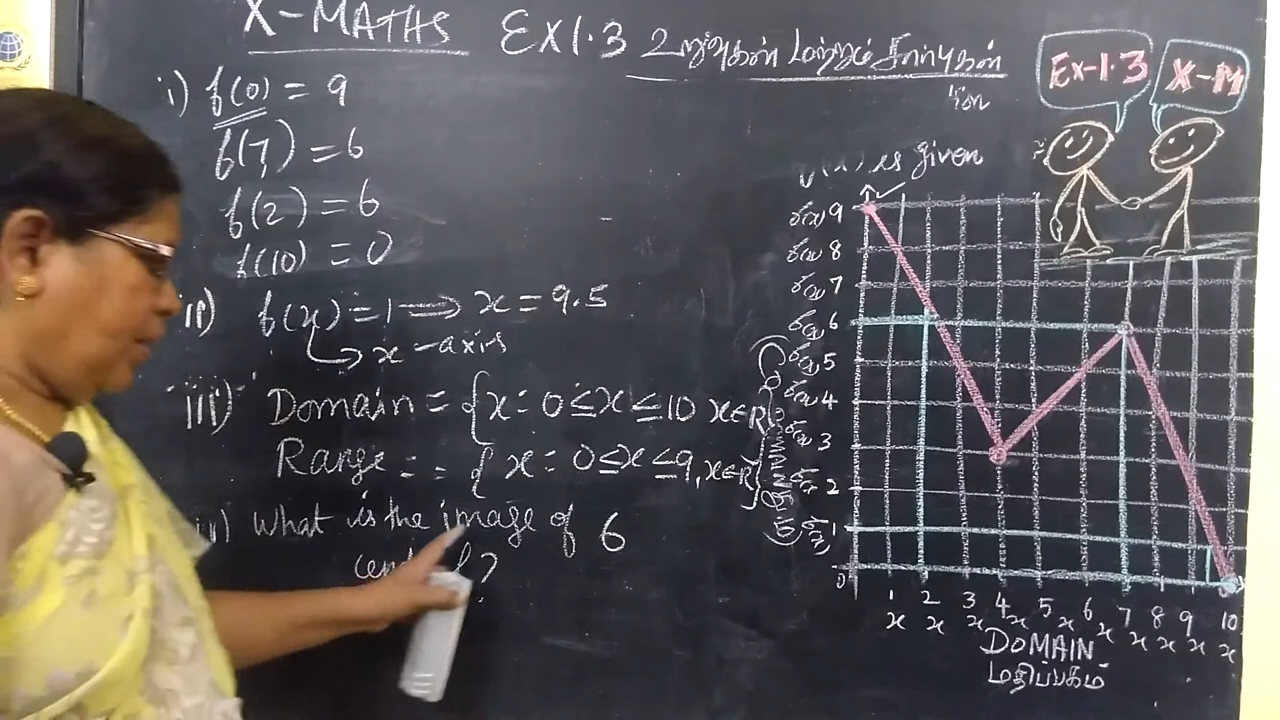 X-MATHS EX1.3 உறவுகளும் சார்புகளும்
i) f(0) = 9
f(7) = 6
f(2) = 6
f(10) = 0
ii) f(x) = 1 ⟹ x = 9.5
x-axis
iii) Domain = {x: 0≤x≤10 x∈R}
Range = {x: 0≤x≤9, x∈R}
What is the image of 6
f?
EX-1.3
X-M
is given
9
8
7
6
5
4
3
2
1
0
1 2 3 4 5 6 7 8 9 10
x x x x x x x x x x
DOMAIN
மதிப்பகம்